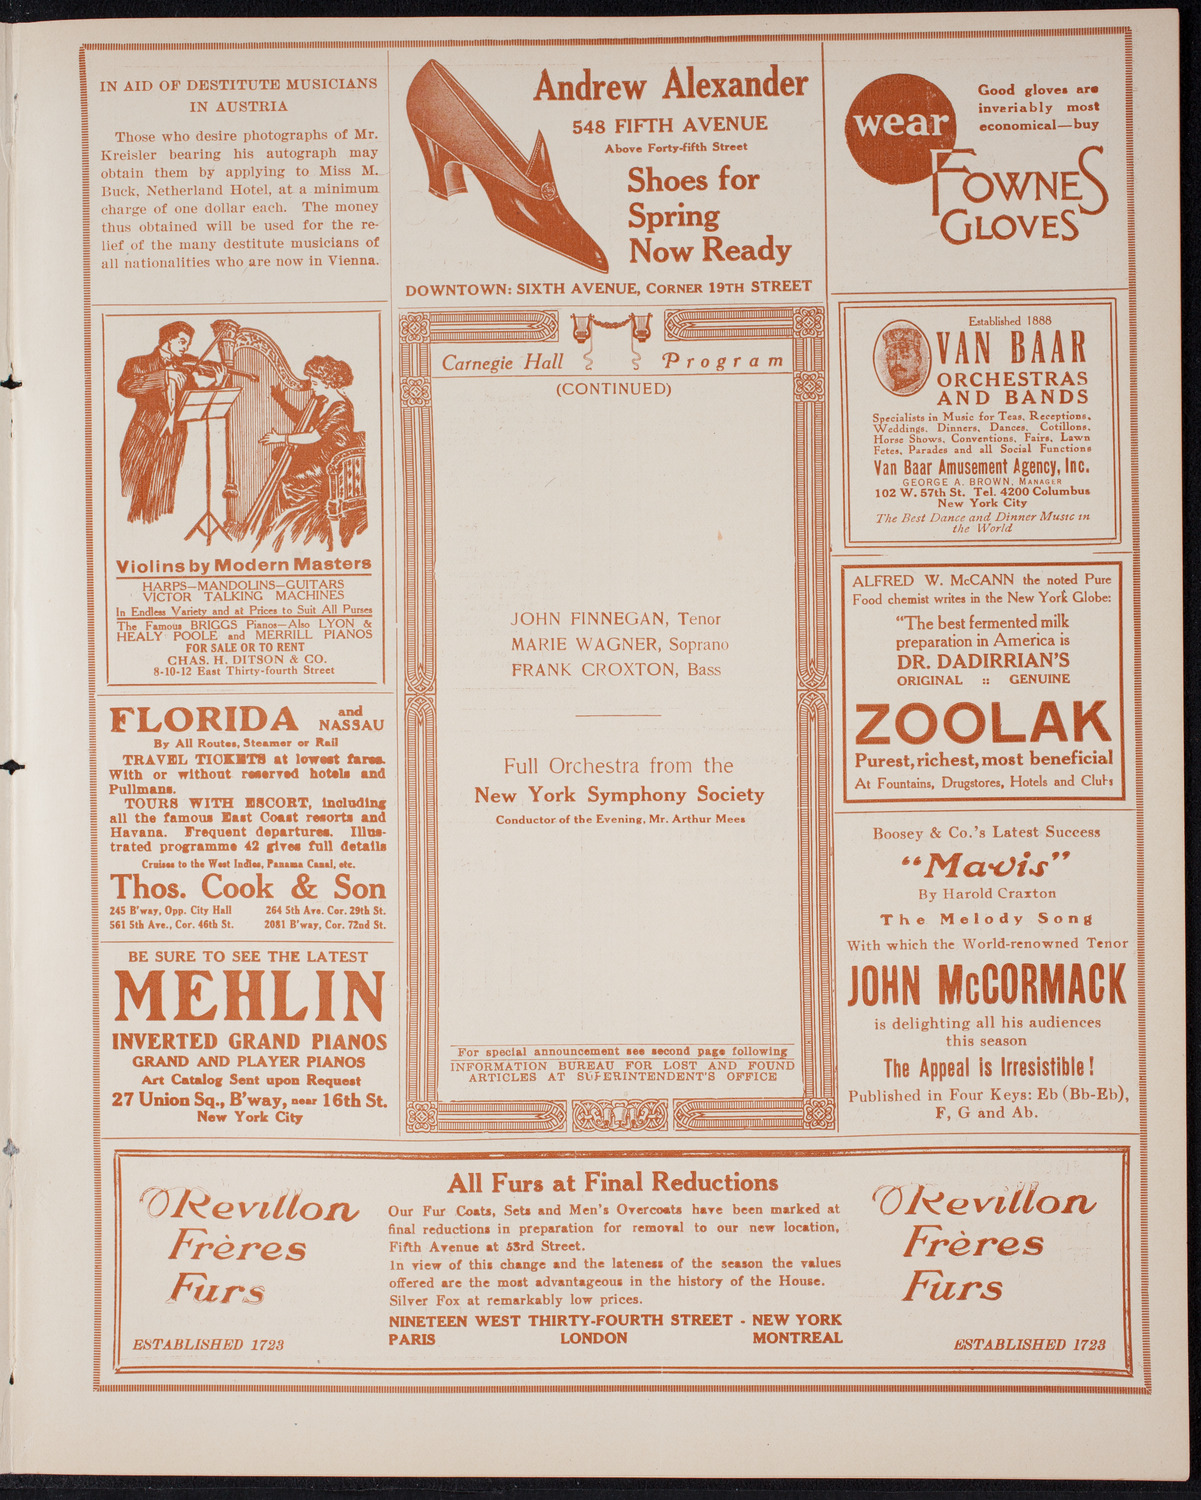 IN AID OF DESTITUTE MUSICIANS
IN AUSTRIA
Those who desire photographs of Mr.
Kreisler bearing his autograph may
obtain them by applying to Miss M.
Buck, Netherland Hotel, at a minimum
charge of one dollar each. The money
thus obtained will be used for the re-
lief of the many destitute musicians of
all nationalities who are now in Vienna.
Andrew Alexander
548 FIFTH AVENUE
Above Forty-fifth Street
Shoes for
Spring
Now Ready
DOWNTOWN: SIXTH AVENUE, CORNER 19TH STREET
wear
Good gloves are
invariably most
economical—buy
FOWNES
GLOVES
Violins by Modern Masters
HARPS—MANDOLINS—GUITARS
VICTOR TALKING MACHINES
In Endless Variety and at Prices to Suit All Purses
The Famous BRIGGS Pianos—Also LYON &
HEALY POOLE and MERRILL PIANOS
FOR SALE OR TO RENT
CHAS. H. DITSON & CO.
8-10-12 East Thirty-fourth Street
FLORIDA and NASSAU
By All Routes, Steamer or Rail
TRAVEL TICKETS at lowest fares.
With or without reserved hotels and
Pullmans.
TOURS WITH ESCORT, including
all the famous East Coast resorts and
Havana. Frequent departures. Illus-
trated programme 42 gives full details
Cruises to the West Indies, Panama Canal, etc.
Thos. Cook & Son
245 B'way, Opp. City Hall 264 5th Ave. Cor. 29th St.
561 5th Ave., Cor. 46th St. 2081 B'way, Cor. 72nd St.
BE SURE TO SEE THE LATEST
MEHLIN
INVERTED GRAND PIANOS
GRAND AND PLAYER PIANOS
Art Catalog Sent upon Request
27 Union Sq., B'way, near 16th St.
New York City
Carnegie Hall Program
(CONTINUED)
JOHN FINNEGAN, Tenor
MARIE WAGNER, Soprano
FRANK CROXTON, Bass
Full Orchestra from the
New York Symphony Society
Conductor of the Evening, Mr. Arthur Mees
For special announcement see second page following
INFORMATION BUREAU FOR LOST AND FOUND
ARTICLES AT SUPERINTENDENT'S OFFICE
Established 1888
VAN BAAR
ORCHESTRAS
AND BANDS
Specialists in Music for Teas, Receptions,
Weddings, Dinners, Dances, Cotillons,
Horse Shows, Conventions, Fairs, Lawn
Fetes, Parades and all Social Functions
Van Baar Amusement Agency, Inc.
GEORGE A. BROWN, MANAGER
102 W. 57th St. Tel. 4200 Columbus
New York City
The Best Dance and Dinner Music in
the World
ALFRED W. McCANN the noted Pure
Food chemist writes in the New York Globe:
"The best fermented milk
preparation in America is
DR. DADIRRIAN'S
ORIGINAL :: GENUINE
ZOOLAK
Purest, richest, most beneficial
At Fountains, Drugstores, Hotels and Clubs
Boosey & Co.'s Latest Success
"Mavis"
By Harold Craxton
The Melody Song
With which the World-renowned Tenor
JOHN McCORMACK
is delighting all his audiences
this season
The Appeal is Irresistible!
Published in Four Keys: Eb (Bb-Eb),
F, G and Ab.
Revillon
Frères
Furs
ESTABLISHED 1723
All Furs at Final Reductions
Our Fur Coats, Sets and Men's Overcoats have been marked at
final reductions in preparation for removal to our new location,
Fifth Avenue at 53rd Street.
In view of this change and the lateness of the season the values
offered are the most advantageous in the history of the House.
Silver Fox at remarkably low prices.
NINETEEN WEST THIRTY-FOURTH STREET - NEW YORK
PARIS LONDON MONTREAL
Revillon
Frères
Furs
ESTABLISHED 1723